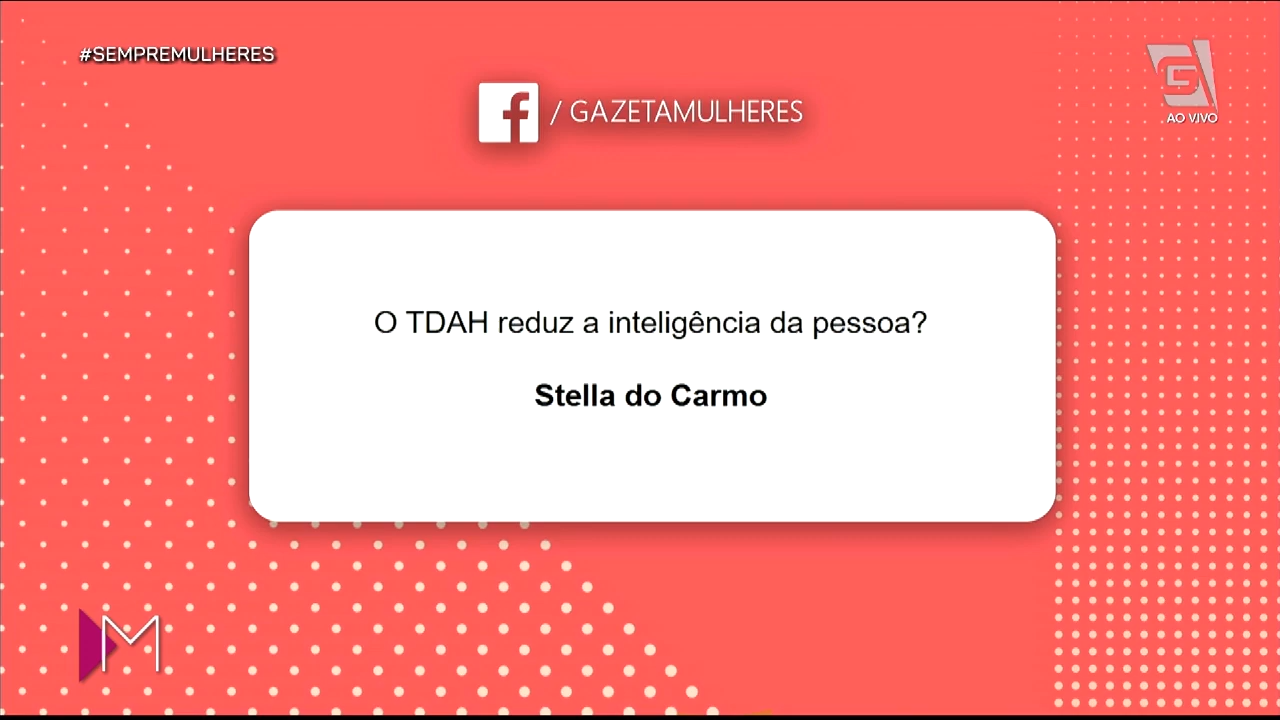 #SEMPREMULHERES
/ GAZETAMULHERES
AO VIVO
O TDAH reduz a inteligência da pessoa?
Stella do Carmo
M